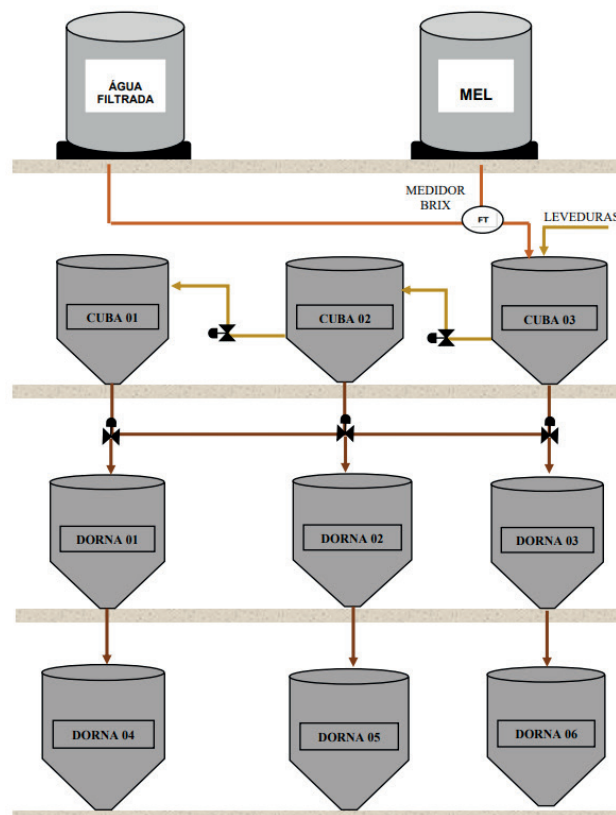 ÁGUA
FILTRADA
MEL
MEDIDOR
BRIX
FT
LEVEDURAS
CUBA 01
CUBA 02
CUBA 03
DORNA 01
DORNA 02
DORNA 03
DORNA 04
DORNA 05
DORNA 06